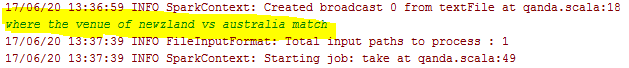 17/06/20 13:36:59 INFO SparkContext: Created broadcast 0 from textFile at qanda.scala:18
where the venue of newzland vs australia match
17/06/20 13:37:39 INFO FileInputFormat: Total input paths to process : 1
17/06/20 13:37:39 INFO SparkContext: Starting job: take at qanda.scala:49